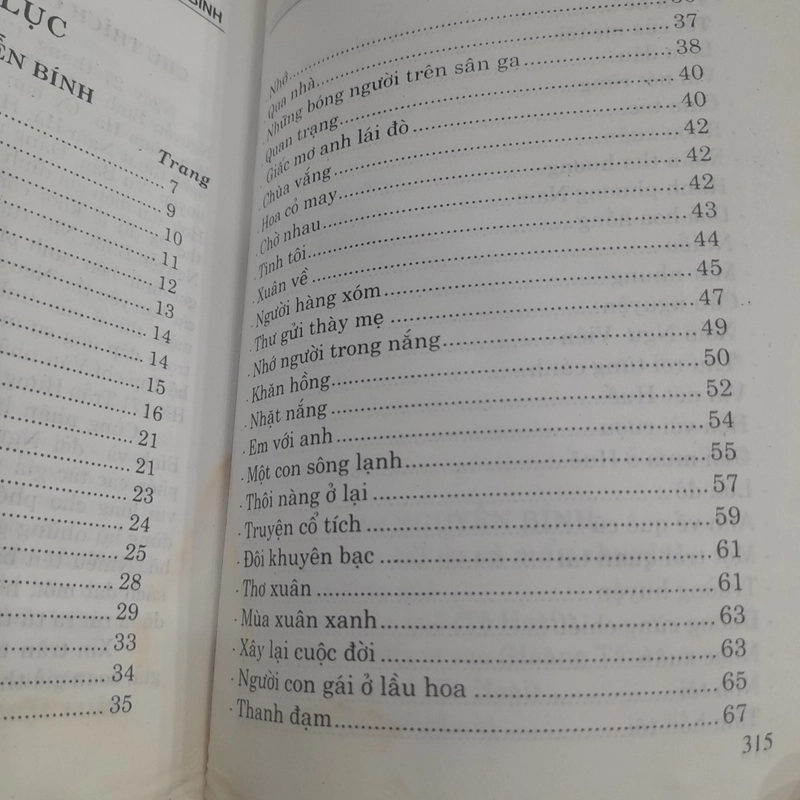 BÍNH
LỤC
ỄN BÍNH
Trang
7
9
10
11
12
13
14
14
15
16
21
21
23
24
25
28
29
33
34
35
·Nhớ
·Qua nhà 37
·Những bóng người trên sân ga 38
·Quan trạng 40
·Giấc mơ anh lái đò 40
·Chùa vắng 42
·Hoa cỏ may 42
·Chờ nhau 42
·Tình tôi 43
·Xuân về 44
·Người hàng xóm 45
·Thư gửi thày mẹ 47
·Nhớ người trong nắng 49
·Khăn hồng 50
·Nhặt nắng 52
·Em với anh 54
·Một con sông lạnh 55
·Thôi nàng ở lại 57
·Truyện cổ tích 59
·Đôi khuyên bạc 61
·Thơ xuân 61
·Mùa xuân xanh 63
·Xây lại cuộc đời 63
·Người con gái ở lầu hoa 65
·Thanh đạm 67
315